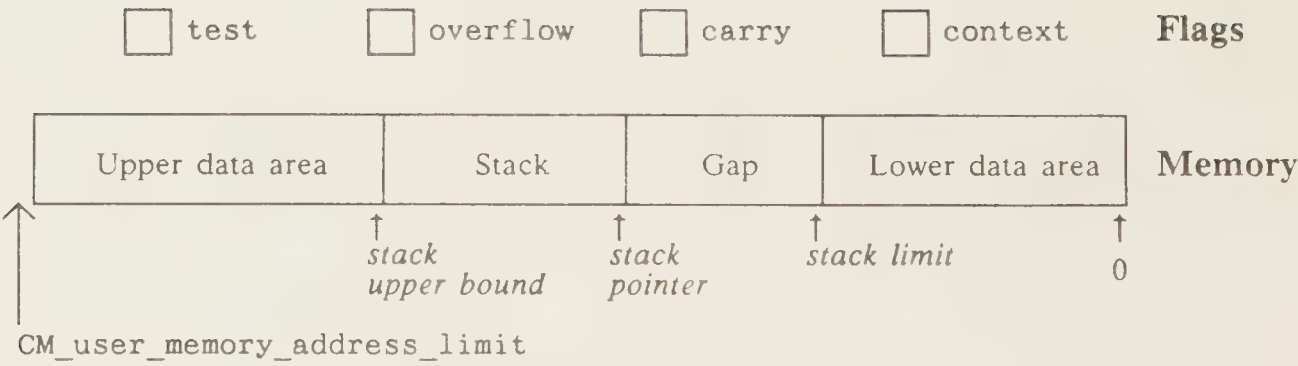 test overflow carry context Flags
Upper data area Stack Gap Lower data area Memory
stack upper bound
stack pointer
stack limit
0
CM_user_memory_address_limit